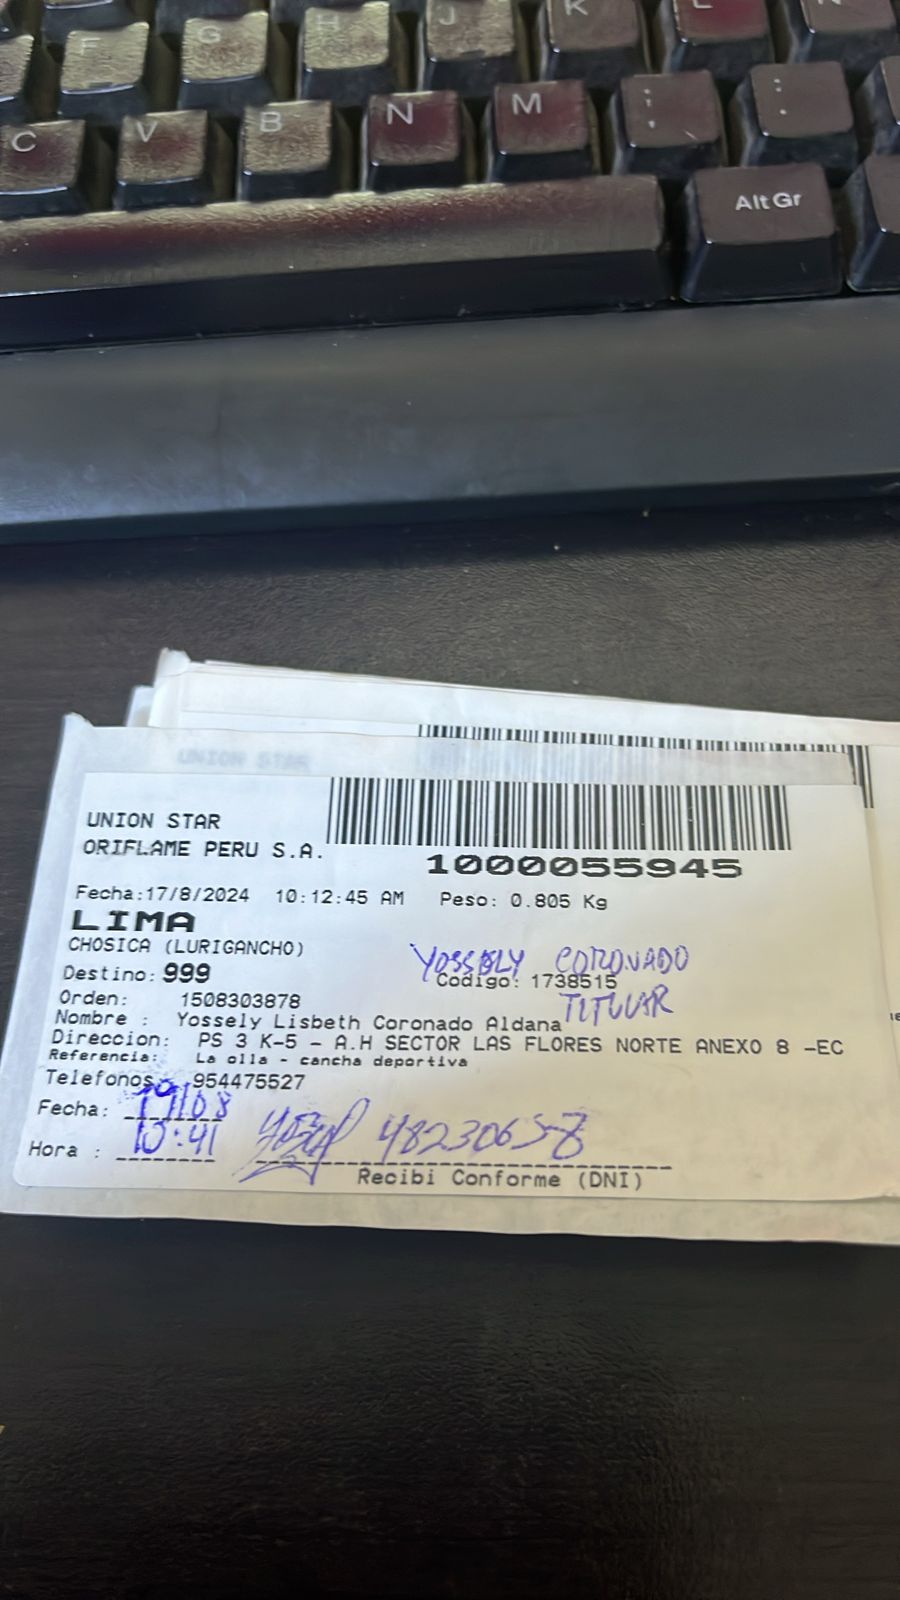 F G H J K L
C V B N M ; :
, .
Alt Gr
UNION STAR
UNION STAR
ORIFLAME PERU S.A.
1000055945
Fecha:17/8/2024 10:12:45 AM Peso: 0.805 Kg
LIMA
CHOSICA (LURIGANCHO)
YOSSELY CORONADO
Destino: 999
Codigo: 1738515
Orden: 1508303878
TITULAR
Nombre : Yossely Lisbeth Coronado Aldana
Direccion: PS 3 K-5 - A.H SECTOR LAS FLORES NORTE ANEXO 8 -EC
Referencia: La olla - cancha deportiva
Telefonos: 954475527
Fecha: 19/08
Hora : 10:41
Recibi Conforme (DNI)